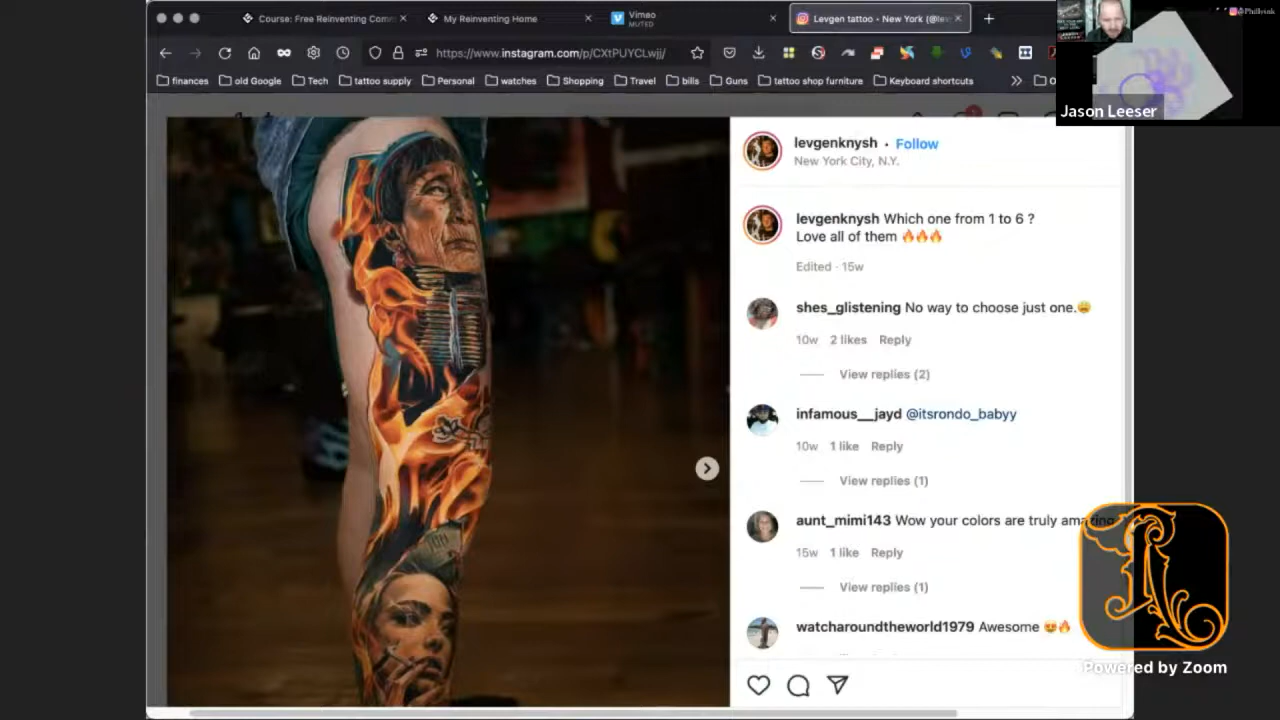 Course: Free Reinventing Com
My Reinventing Home
Vimeo
MUTED
Levgen tattoo • New York (@lev
https://www.instagram.com/p/CXtPUYCLwjj/
finances
old Google
Tech
tattoo supply
Personal
watches
Shopping
Travel
bills
Guns
tattoo shop furniture
Keyboard shortcuts
@Phillyink
Jason Leeser
levgenknysh • Follow
New York City, N.Y.
levgenknysh Which one from 1 to 6 ?
Love all of them 🔥🔥🔥
Edited · 15w
shes_glistening No way to choose just one.😩
10w 2 likes Reply
View replies (2)
infamous__jayd @itsrondo_babyy
10w 1 like Reply
View replies (1)
aunt_mimi143 Wow your colors are truly amazing
15w 1 like Reply
View replies (1)
watcharoundtheworld1979 Awesome 😍🔥
Powered by Zoom